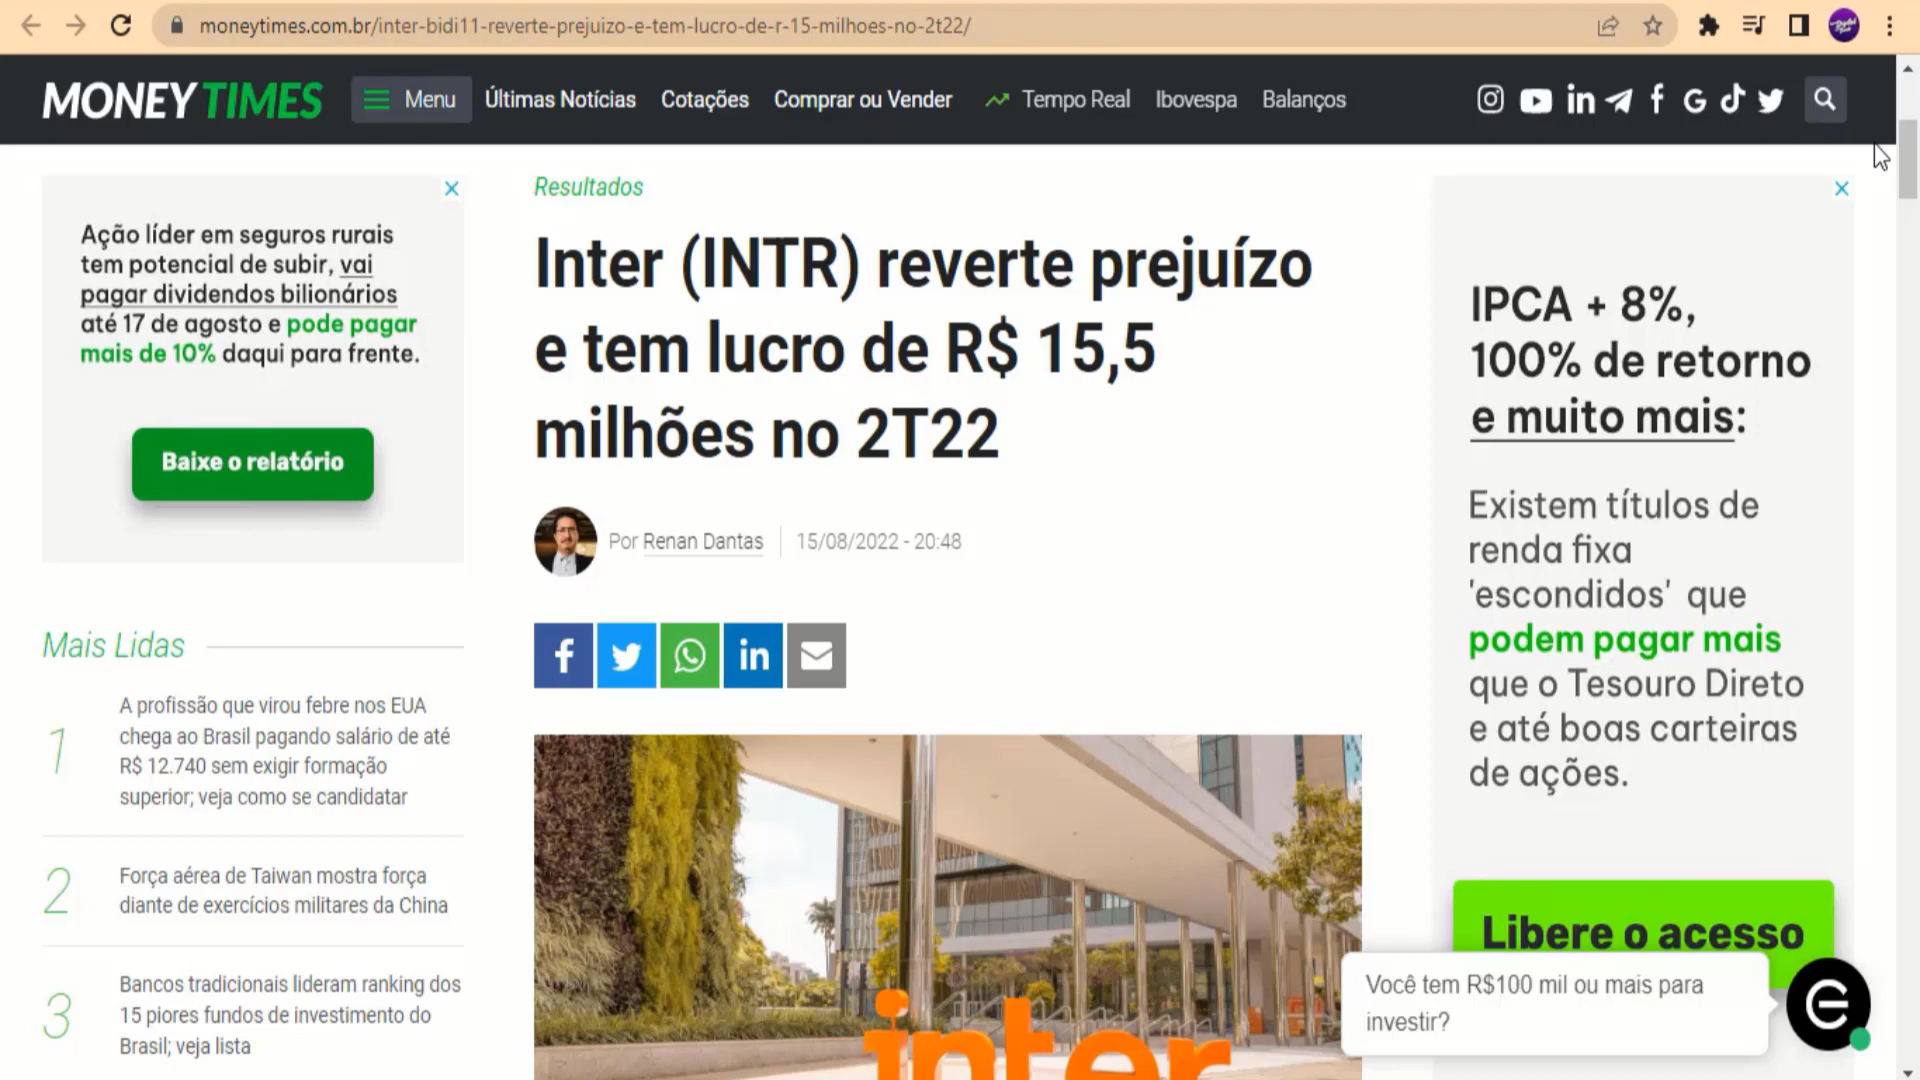 moneytimes.com.br/inter-bidi11-reverte-prejuizo-e-tem-lucro-de-r-15-milhoes-no-2t22/
MONEY TIMES
Menu
Últimas Notícias
Cotações
Comprar ou Vender
Tempo Real
Ibovespa
Balanços
Ação líder em seguros rurais
tem potencial de subir, vai
pagar dividendos bilionários
até 17 de agosto e pode pagar
mais de 10% daqui para frente.
Baixe o relatório
Mais Lidas
1
A profissão que virou febre nos EUA
chega ao Brasil pagando salário de até
R$ 12.740 sem exigir formação
superior; veja como se candidatar
2
Força aérea de Taiwan mostra força
diante de exercícios militares da China
3
Bancos tradicionais lideram ranking dos
15 piores fundos de investimento do
Brasil; veja lista
Resultados
Inter (INTR) reverte prejuízo
e tem lucro de R$ 15,5
milhões no 2T22
Por Renan Dantas
15/08/2022 - 20:48
inter
IPCA + 8%,
100% de retorno
e muito mais:
Existem títulos de
renda fixa
'escondidos' que
podem pagar mais
que o Tesouro Direto
e até boas carteiras
de ações.
Libere o acesso
Você tem R$100 mil ou mais para
investir?